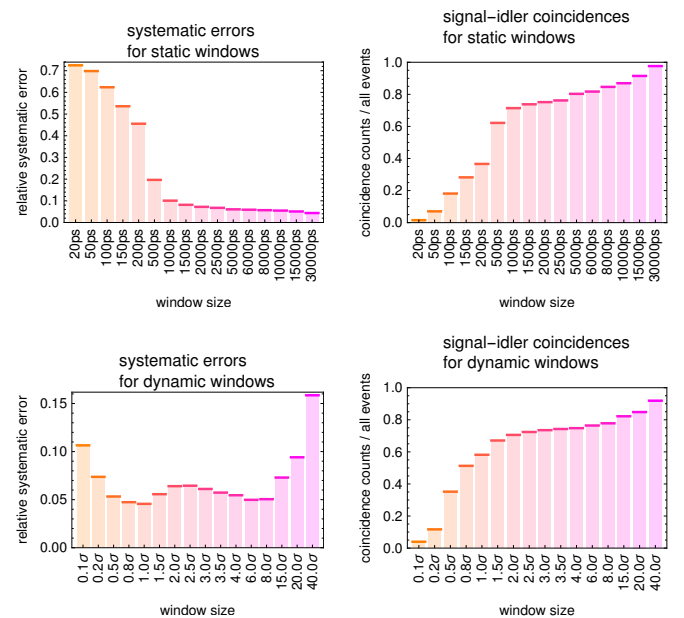 systematic errors
for static windows
relative systematic error
0.7
0.6
0.5
0.4
0.3
0.2
0.1
0.0
20ps
50ps
100ps
150ps
200ps
500ps
1000ps
1500ps
2000ps
2500ps
5000ps
6000ps
8000ps
10000ps
15000ps
30000ps
window size
signal-idler coincidences
for static windows
coincidence counts / all events
1.0
0.8
0.6
0.4
0.2
0.0
20ps
50ps
100ps
150ps
200ps
500ps
1000ps
1500ps
2000ps
2500ps
5000ps
6000ps
8000ps
10000ps
15000ps
30000ps
window size
systematic errors
for dynamic windows
relative systematic error
0.15
0.10
0.05
0.00
0.1σ
0.2σ
0.5σ
0.8σ
1.0σ
1.5σ
2.0σ
2.5σ
3.0σ
3.5σ
4.0σ
6.0σ
8.0σ
15.0σ
20.0σ
40.0σ
window size
signal-idler coincidences
for dynamic windows
coincidence counts / all events
1.0
0.8
0.6
0.4
0.2
0.0
0.1σ
0.2σ
0.5σ
0.8σ
1.0σ
1.5σ
2.0σ
2.5σ
3.0σ
3.5σ
4.0σ
6.0σ
8.0σ
15.0σ
20.0σ
40.0σ
window size